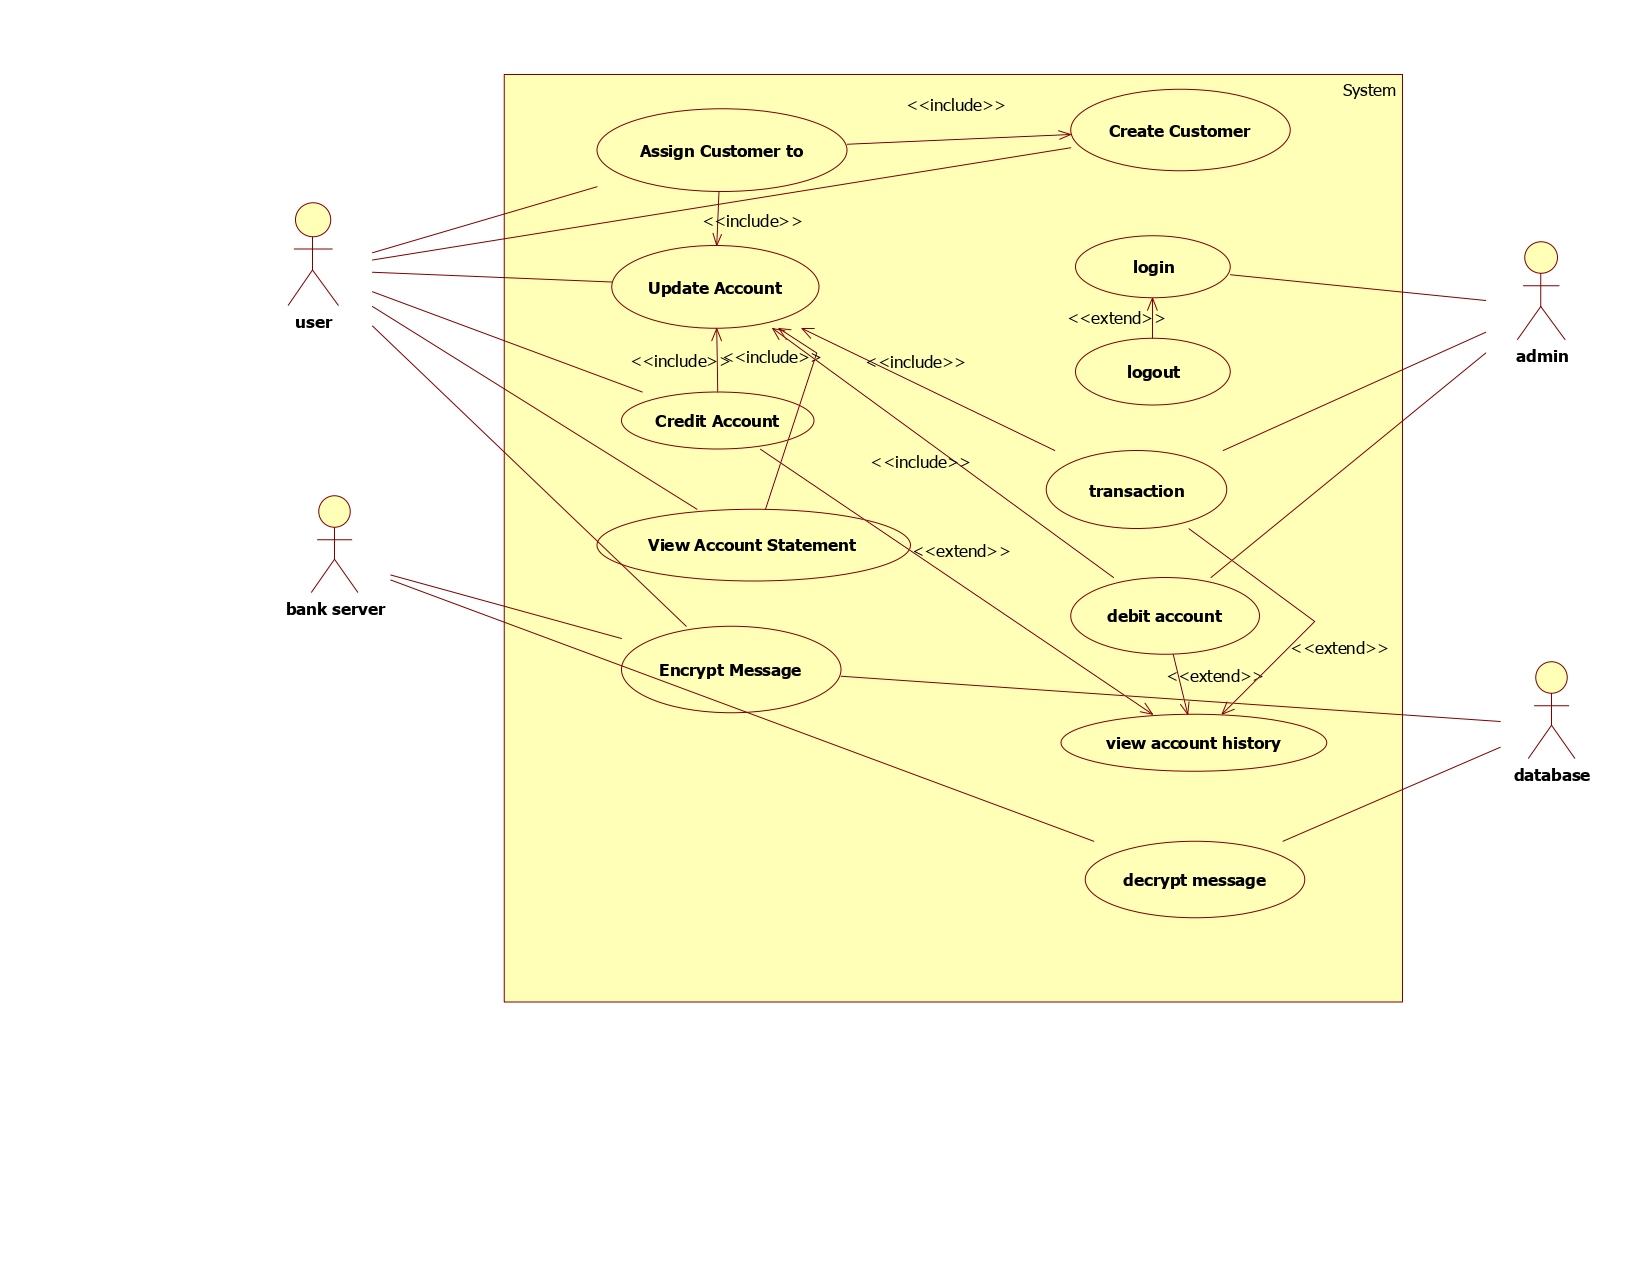 System
<<include>>
Create Customer
Assign Customer to
<<include>>
login
Update Account
user
<<extend>>
admin
<<include>>
<<include>>
<<include>>
logout
Credit Account
<<include>>
transaction
View Account Statement
<<extend>>
bank server
debit account
<<extend>>
Encrypt Message
<<extend>>
view account history
database
decrypt message